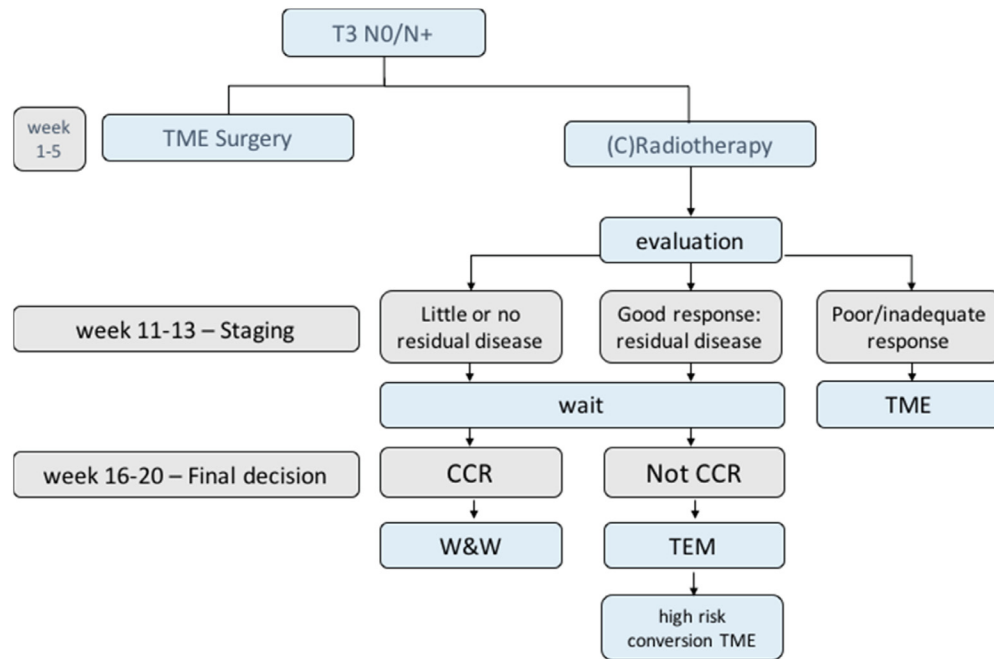 T3 N0/N+
week
1-5
TME Surgery
(C)Radiotherapy
evaluation
week 11-13 – Staging
Little or no
residual disease
Good response:
residual disease
Poor/inadequate
response
wait
TME
week 16-20 – Final decision
CCR
Not CCR
W&W
TEM
high risk
conversion TME